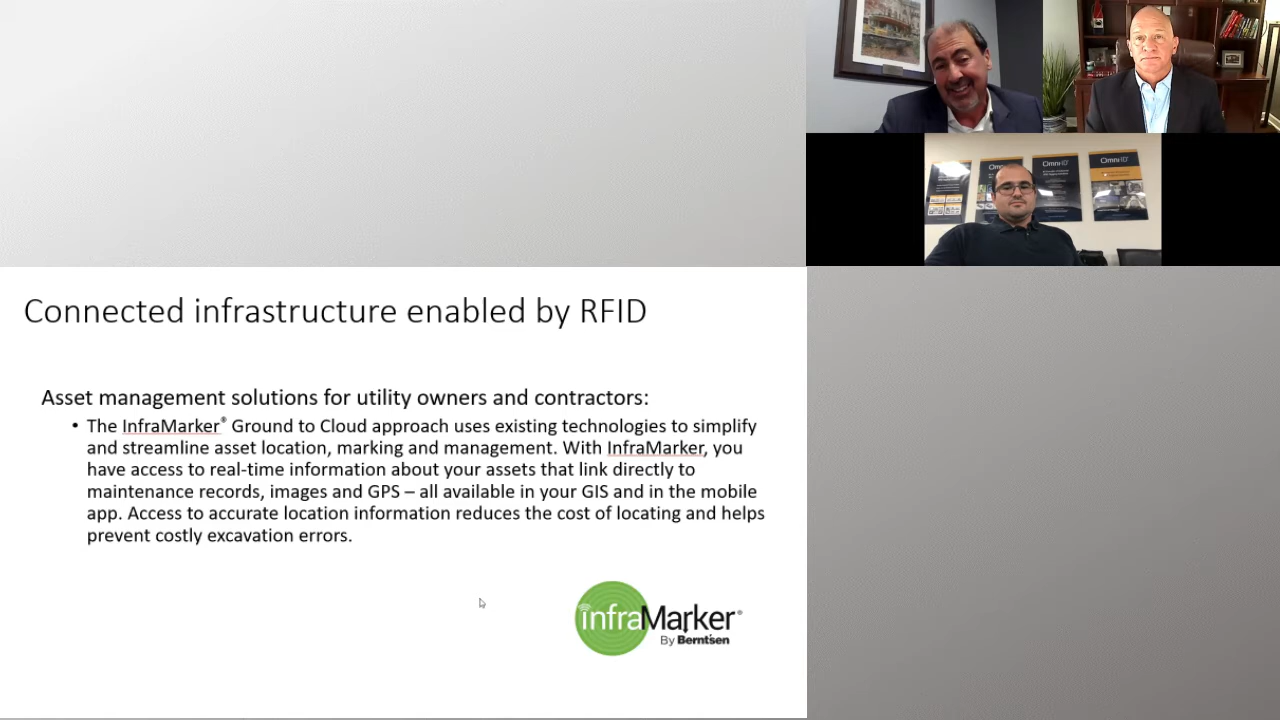 Omni-ID
Omni-ID
Connected infrastructure enabled by RFID
Asset management solutions for utility owners and contractors:
• The InfraMarker® Ground to Cloud approach uses existing technologies to simplify
and streamline asset location, marking and management. With InfraMarker, you
have access to real-time information about your assets that link directly to
maintenance records, images and GPS – all available in your GIS and in the mobile
app. Access to accurate location information reduces the cost of locating and helps
prevent costly excavation errors.
infraMarker®
By Berntsen